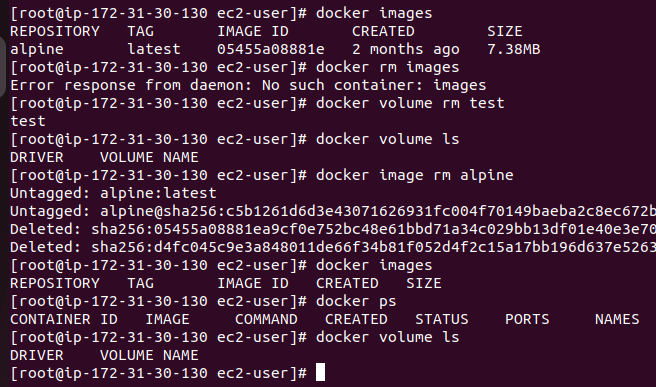 [root@ip-172-31-30-130 ec2-user]# docker images
REPOSITORY   TAG       IMAGE ID       CREATED        SIZE
alpine       latest    05455a08881e   2 months ago   7.38MB
[root@ip-172-31-30-130 ec2-user]# docker rm images
Error response from daemon: No such container: images
[root@ip-172-31-30-130 ec2-user]# docker volume rm test
test
[root@ip-172-31-30-130 ec2-user]# docker volume ls
DRIVER    VOLUME NAME
[root@ip-172-31-30-130 ec2-user]# docker image rm alpine
Untagged: alpine:latest
Untagged: alpine@sha256:c5b1261d6d3e43071626931fc004f70149baeba2c8ec672b
Deleted: sha256:05455a08881ea9cf0e752bc48e61bbd71a34c029bb13df01e40e3e70
Deleted: sha256:d4fc045c9e3a848011de66f34b81f052d4f2c15a17bb196d637e5263
[root@ip-172-31-30-130 ec2-user]# docker images
REPOSITORY   TAG       IMAGE ID   CREATED   SIZE
[root@ip-172-31-30-130 ec2-user]# docker ps
CONTAINER ID   IMAGE     COMMAND   CREATED   STATUS    PORTS     NAMES
[root@ip-172-31-30-130 ec2-user]# docker volume ls
DRIVER    VOLUME NAME
[root@ip-172-31-30-130 ec2-user]#